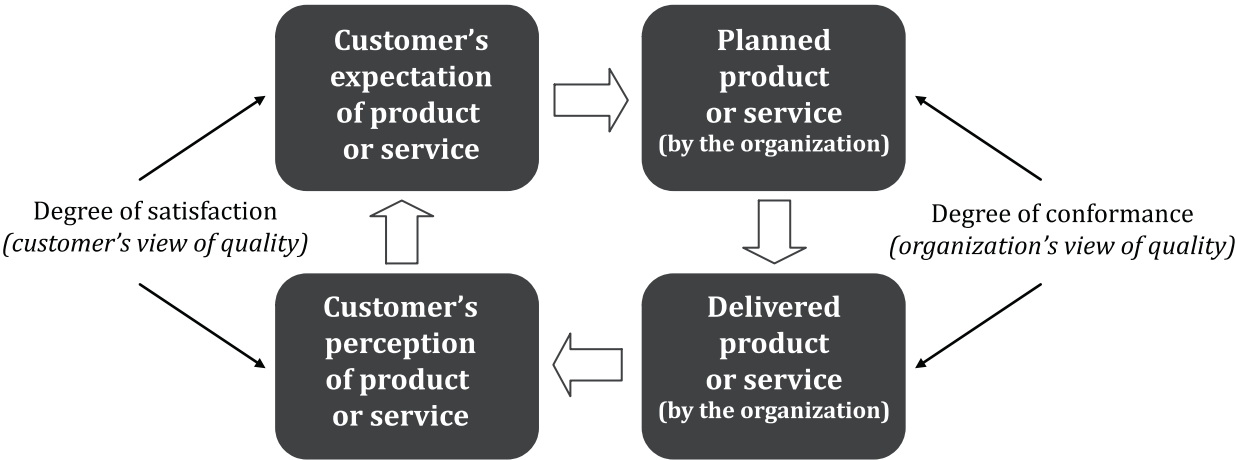 Customer’s
expectation
of product
or service
Planned
product
or service
(by the organization)
Degree of satisfaction
(customer’s view of quality)
Degree of conformance
(organization’s view of quality)
Customer’s
perception
of product
or service
Delivered
product
or service
(by the organization)